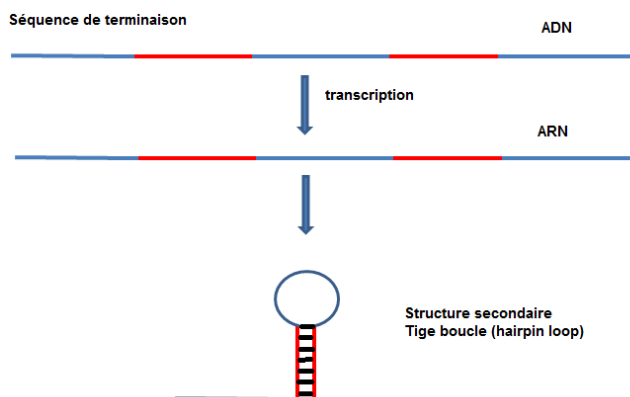 Séquence de terminaison
ADN
transcription
ARN
Structure secondaire
Tige boucle (hairpin loop)